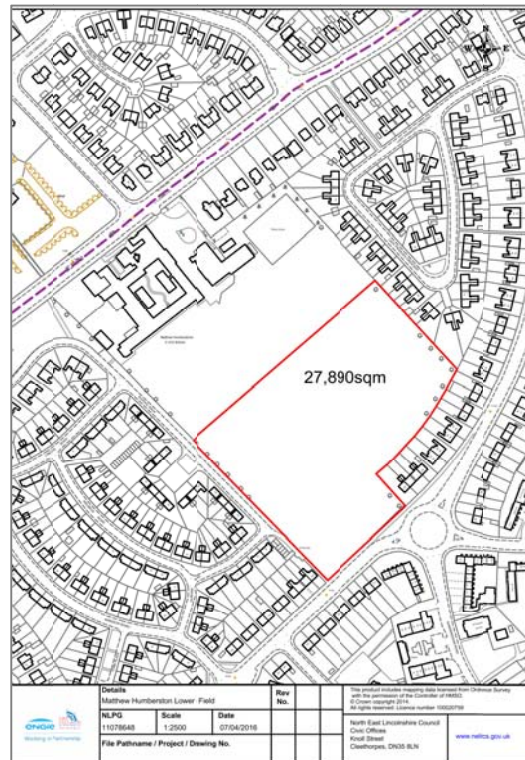 N
W E
S
27,890sqm
Details
Matthew Humberston Lower Field
Rev
No.
NLPG
11078648
Scale
1:2500
Date
07/04/2016
File Pathname / Project / Drawing No.
ENGIE
Working in Partnership
This product includes mapping data licensed from Ordnance Survey
with the permission of the Controller of HMSO.
© Crown copyright 2014
All rights reserved. Licence number 100020759
North East Lincolnshire Council
Civic Offices
Knoll Street
Cleethorpes, DN35 8LN
www.nelincs.gov.uk